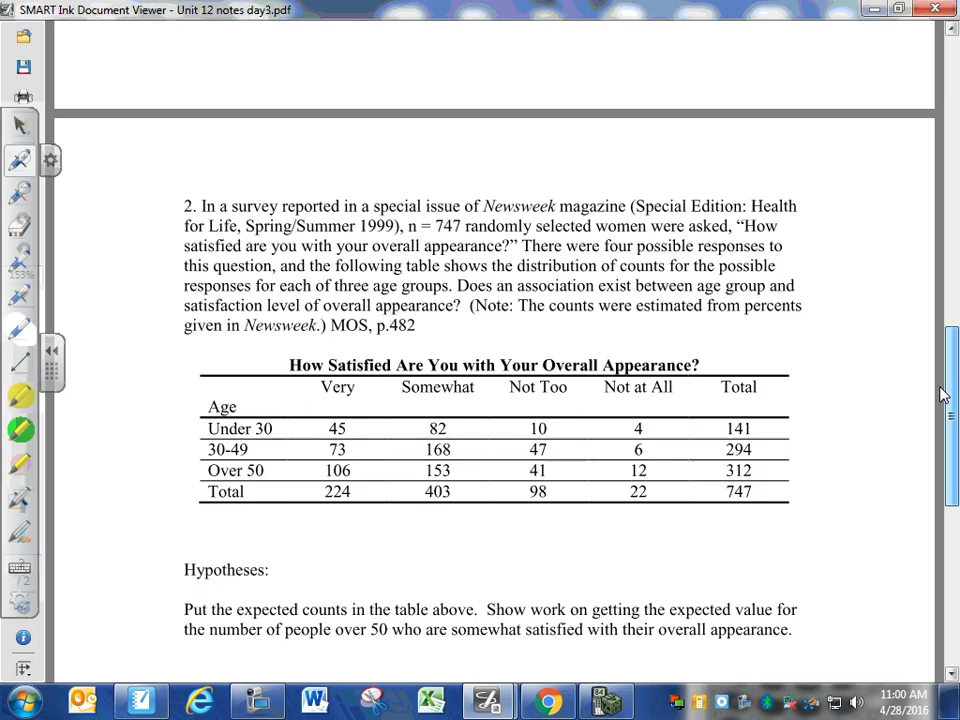 SMART Ink Document Viewer - Unit 12 notes day3.pdf
153%
2. In a survey reported in a special issue of Newsweek magazine (Special Edition: Health
for Life, Spring/Summer 1999), n = 747 randomly selected women were asked, “How
satisfied are you with your overall appearance?” There were four possible responses to
this question, and the following table shows the distribution of counts for the possible
responses for each of three age groups. Does an association exist between age group and
satisfaction level of overall appearance? (Note: The counts were estimated from percents
given in Newsweek.) MOS, p.482
How Satisfied Are You with Your Overall Appearance?
Very Somewhat Not Too Not at All Total
Age
Under 30 45 82 10 4 141
30-49 73 168 47 6 294
Over 50 106 153 41 12 312
Total 224 403 98 22 747
Hypotheses:
/ 2
Put the expected counts in the table above. Show work on getting the expected value for
the number of people over 50 who are somewhat satisfied with their overall appearance.
11:00 AM
4/28/2016